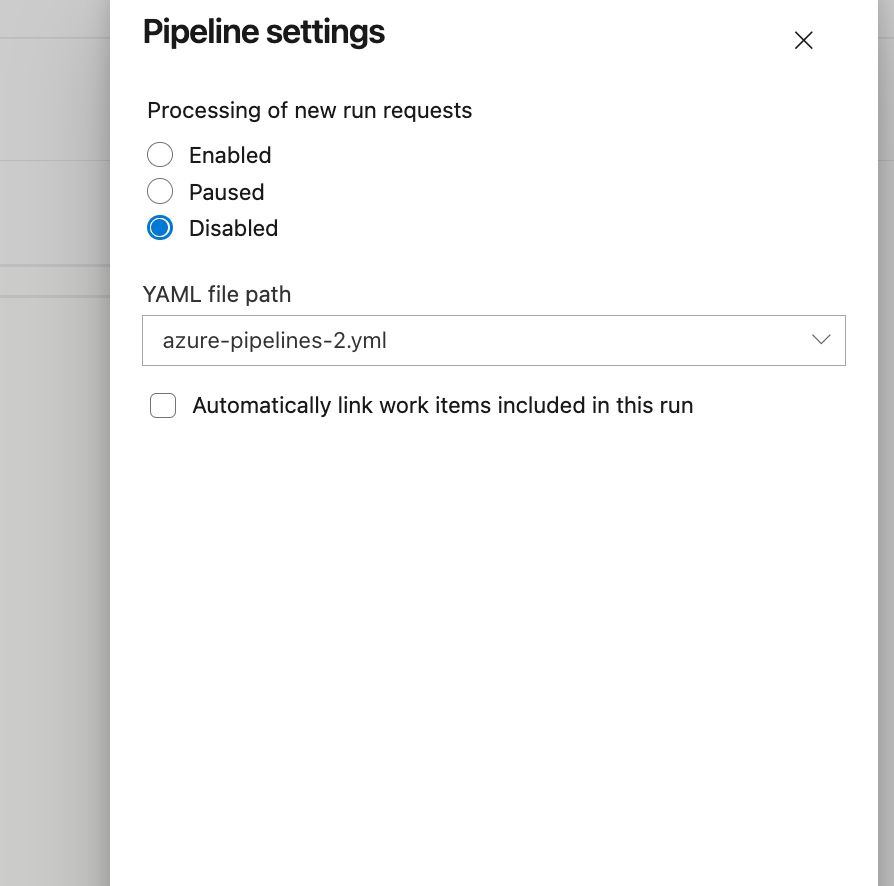 Pipeline settings
Processing of new run requests
Enabled
Paused
Disabled
YAML file path
azure-pipelines-2.yml
Automatically link work items included in this run